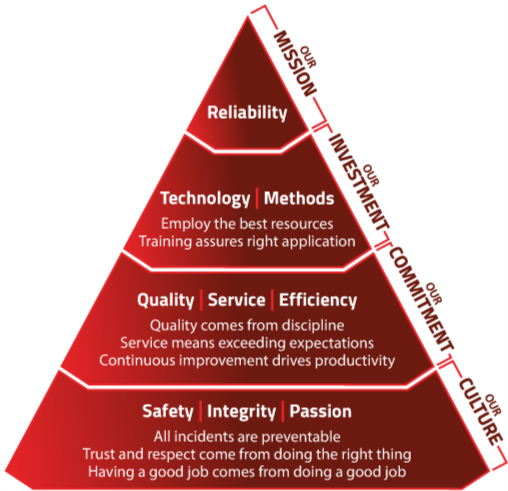 OUR
MISSION
Reliability
OUR
INVESTMENT
Technology | Methods
Employ the best resources
Training assures right application
OUR
COMMITMENT
Quality | Service | Efficiency
Quality comes from discipline
Service means exceeding expectations
Continuous improvement drives productivity
OUR
CULTURE
Safety | Integrity | Passion
All incidents are preventable
Trust and respect come from doing the right thing
Having a good job comes from doing a good job